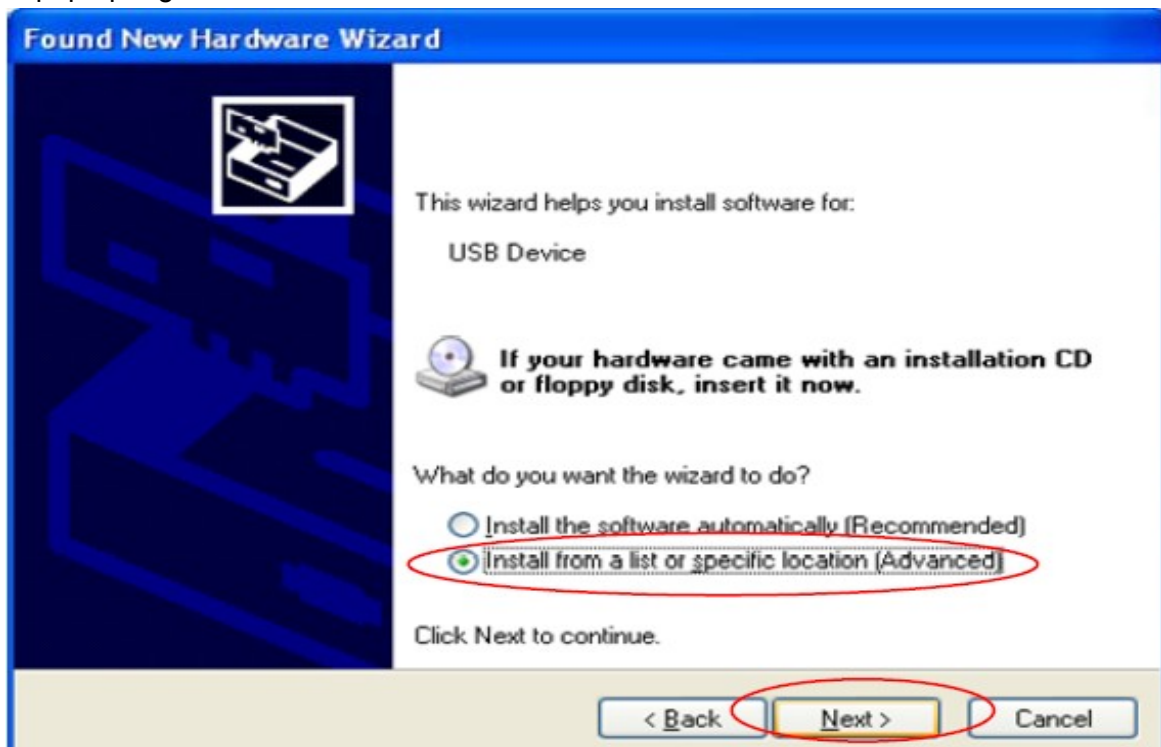 Found New Hardware Wizard
This wizard helps you install software for:
USB Device
If your hardware came with an installation CD
or floppy disk, insert it now.
What do you want the wizard to do?
Install the software automatically (Recommended)
Install from a list or specific location (Advanced)
Click Next to continue.
< Back Next > Cancel